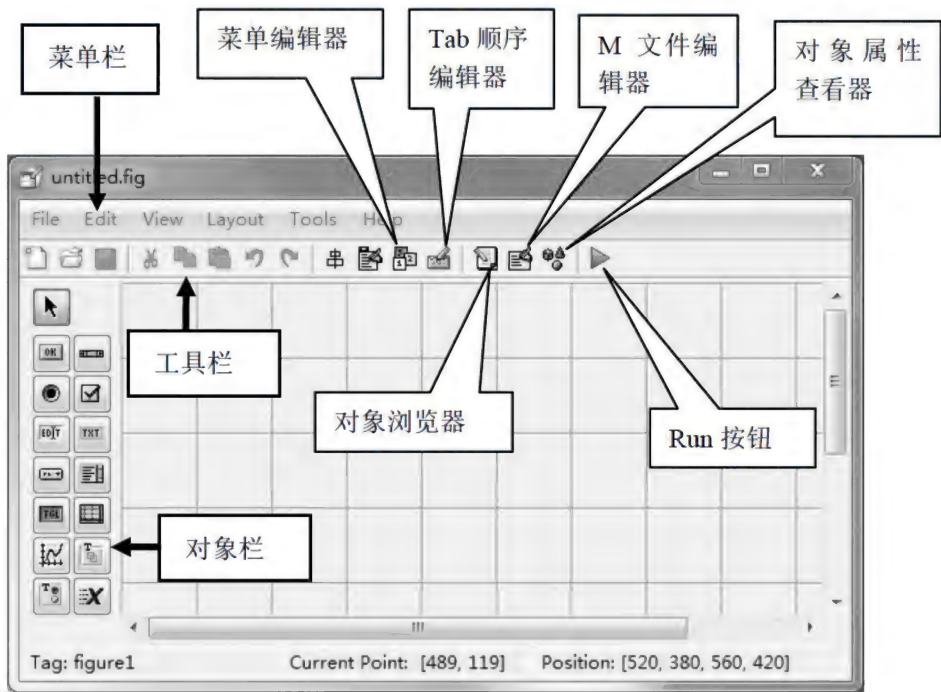 菜单栏
菜单编辑器
Tab 顺序
编辑器
M 文件编
辑器
对象属性
查看器
untitled.fig
File Edit View Layout Tools Help
工具栏
对象浏览器
Run 按钮
OK
EDIT TXT
TGL
对象栏
Tag: figure1 Current Point: [489, 119] Position: [520, 380, 560, 420]